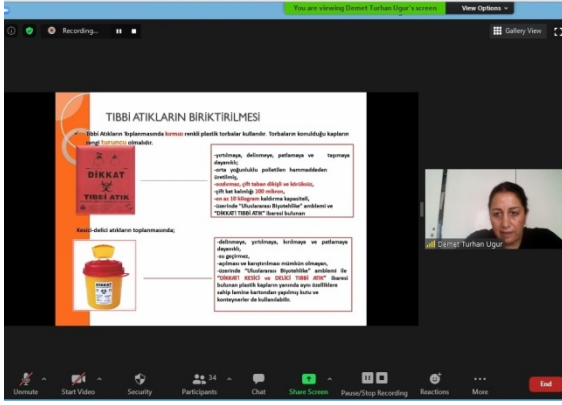 You are viewing Demet Turhan Ugur's screen
View Options
Recording...
Gallery View
TIBBİ ATIKLARIN BİRİKTİRİLMESİ
Tıbbi Atıkların Toplanmasında kırmızı renkli plastik torbalar kullanılır. Torbaların konulduğu kapların
rengi turuncu olmalıdır.
DİKKAT
TIBBİ ATIK
-yırtılmaya, delinmeye, patlamaya ve taşımaya
dayanıklı;
-orta yoğunluklu polietilen hammaddeden
üretilmiş,
-sızdırmaz, çift taban dikişli ve körüksüz,
-çift kat kalınlığı 100 mikron,
-en az 10 kilogram kaldırma kapasiteli,
-üzerinde "Uluslararası Biyotehlike" amblemi ve
"DİKKAT! TIBBİ ATIK" ibaresi bulunan
Kesici-delici atıkların toplanmasında;
DİKKAT
-delinmeye, yırtılmaya, kırılmaya ve patlamaya
dayanıklı,
-su geçirmez,
-açılması ve karıştırılması mümkün olmayan,
-üzerinde "Uluslararası Biyotehlike" amblemi ile
"DİKKAT! KESİCİ ve DELİCİ TIBBİ ATIK" ibaresi
bulunan plastik kapların yanında aynı özelliklere
sahip lamine kartondan yapılmış kutu ve
konteynerler de kullanılabilir.
Demet Turhan Ugur
Unmute
Start Video
Security
Participants
34
Chat
Share Screen
Pause/Stop Recording
Reactions
More
End